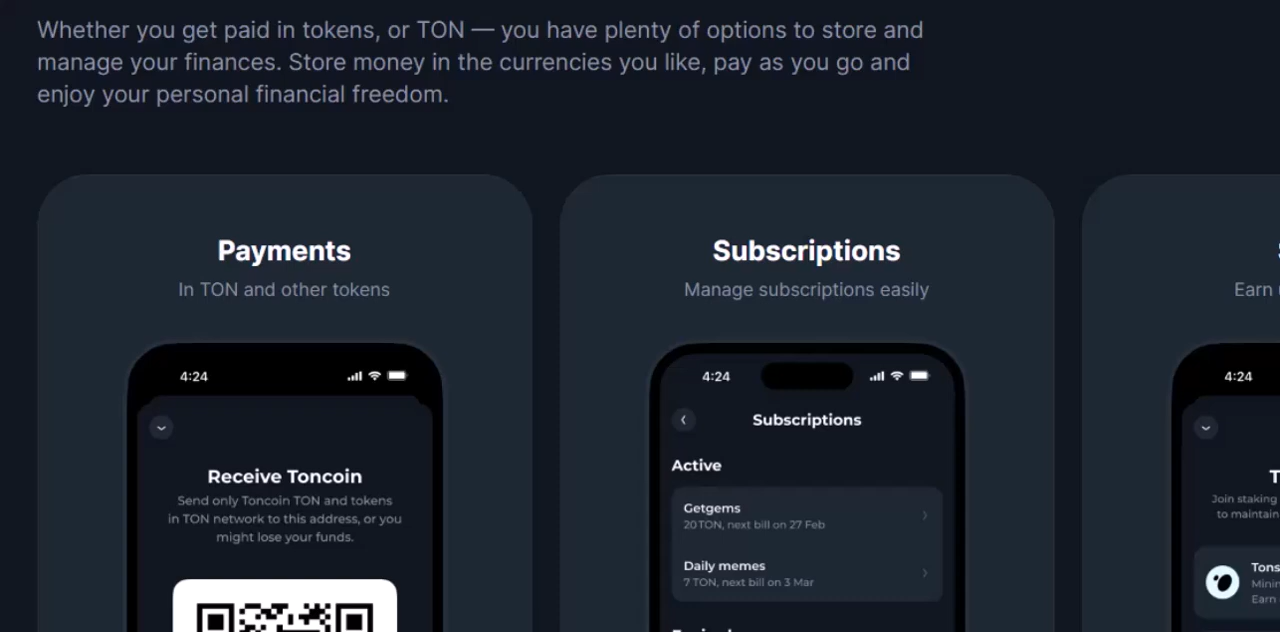 Whether you get paid in tokens, or TON — you have plenty of options to store and
manage your finances. Store money in the currencies you like, pay as you go and
enjoy your personal financial freedom.
Payments
In TON and other tokens
4:24
Receive Toncoin
Send only Toncoin TON and tokens
in TON network to this address, or you
might lose your funds.
Subscriptions
Manage subscriptions easily
4:24
Subscriptions
Active
Getgems
20 TON, next bill on 27 Feb
Daily memes
7 TON, next bill on 3 Mar
Earn
4:24
Join staking
to maintain
Earn